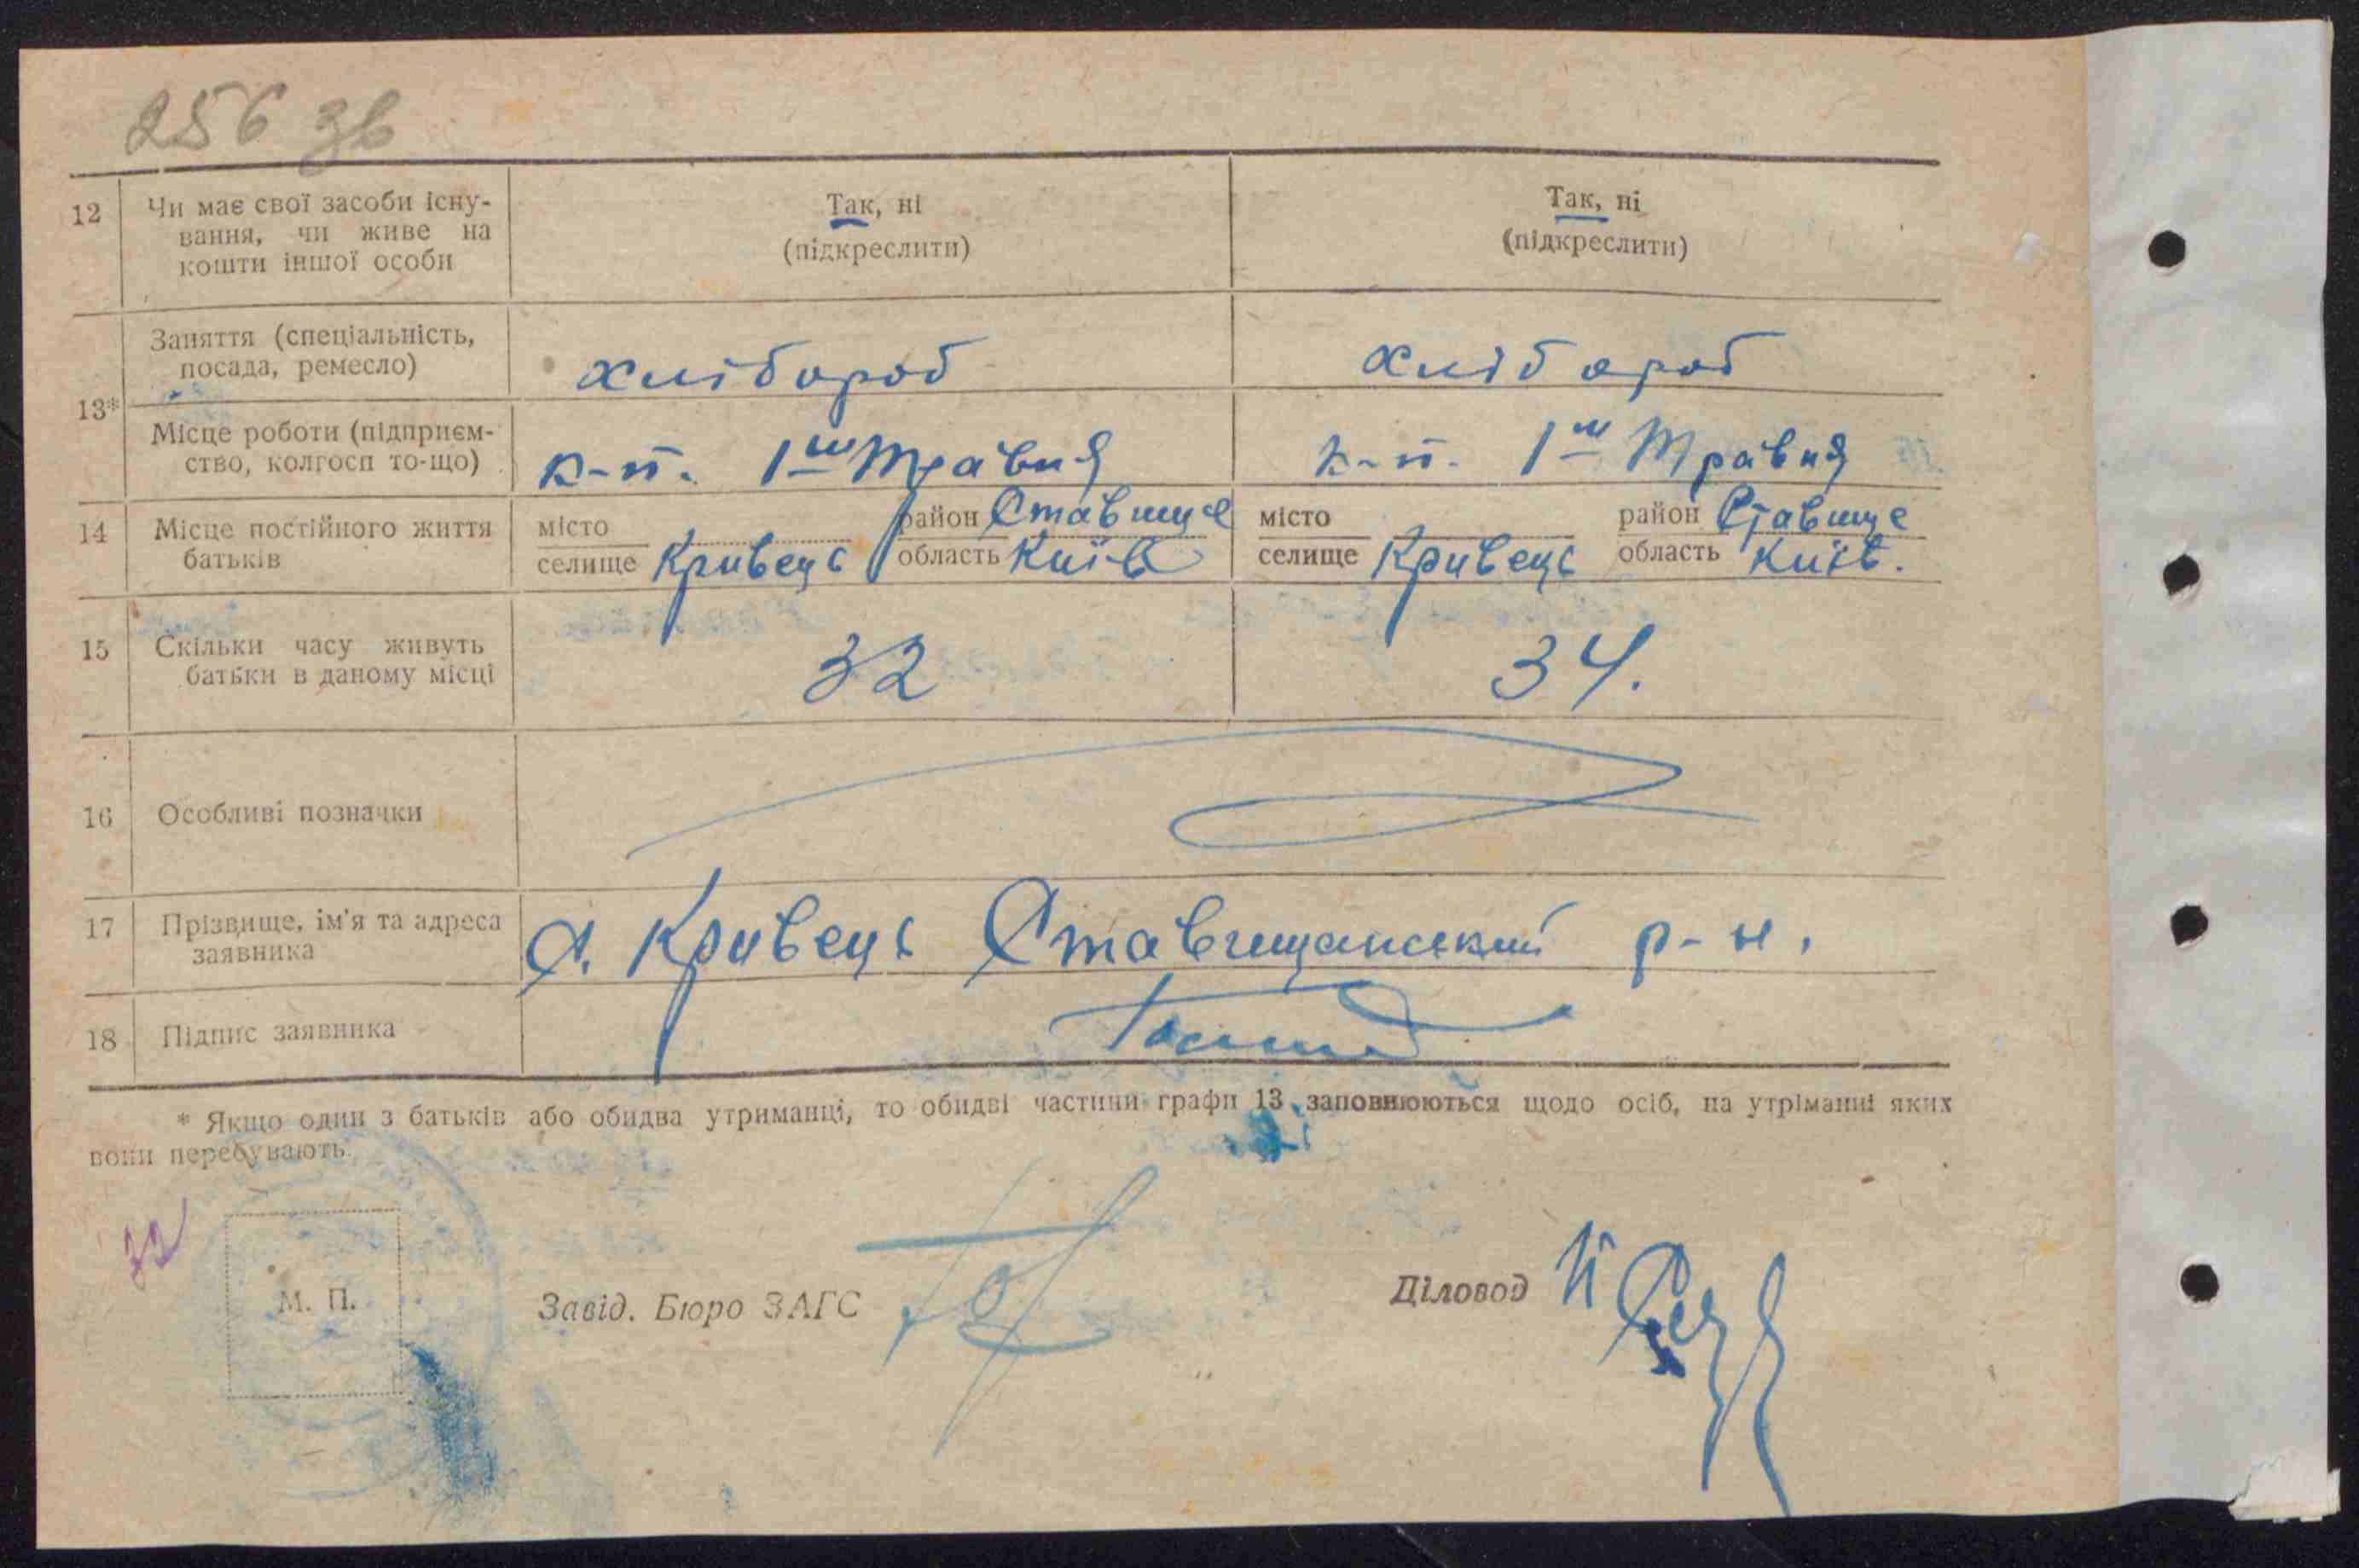 256 зв
12 Чи має свої засоби існу- Так, ні Так, ні
вання, чи живе на (підкреслити) (підкреслити)
кошти іншої особи
13* Заняття (спеціальність, хлібороб хлібороб
посада, ремесло)
Місце роботи (підприєм- к-п. 1ш Травня к-п. 1ш Травня
ство, колгосп то-що)
14 Місце постійного життя місто район Ставище місто район Ставище
батьків селище Кривець область Київ селище Кривець область Київ.
15 Скільки часу живуть 32 34.
батьки в даному місці
16 Особливі позначки
17 Прізвище, ім'я та адреса с. Кривець Ставищанський р-н.
заявника
18 Підпис заявника
* Якщо один з батьків або обидва утриманці, то обидві частини графи 13 заповнюються щодо осіб, на утріманні яких
вони перебувають.
32
М. П. Завід. Бюро ЗАГС Діловод